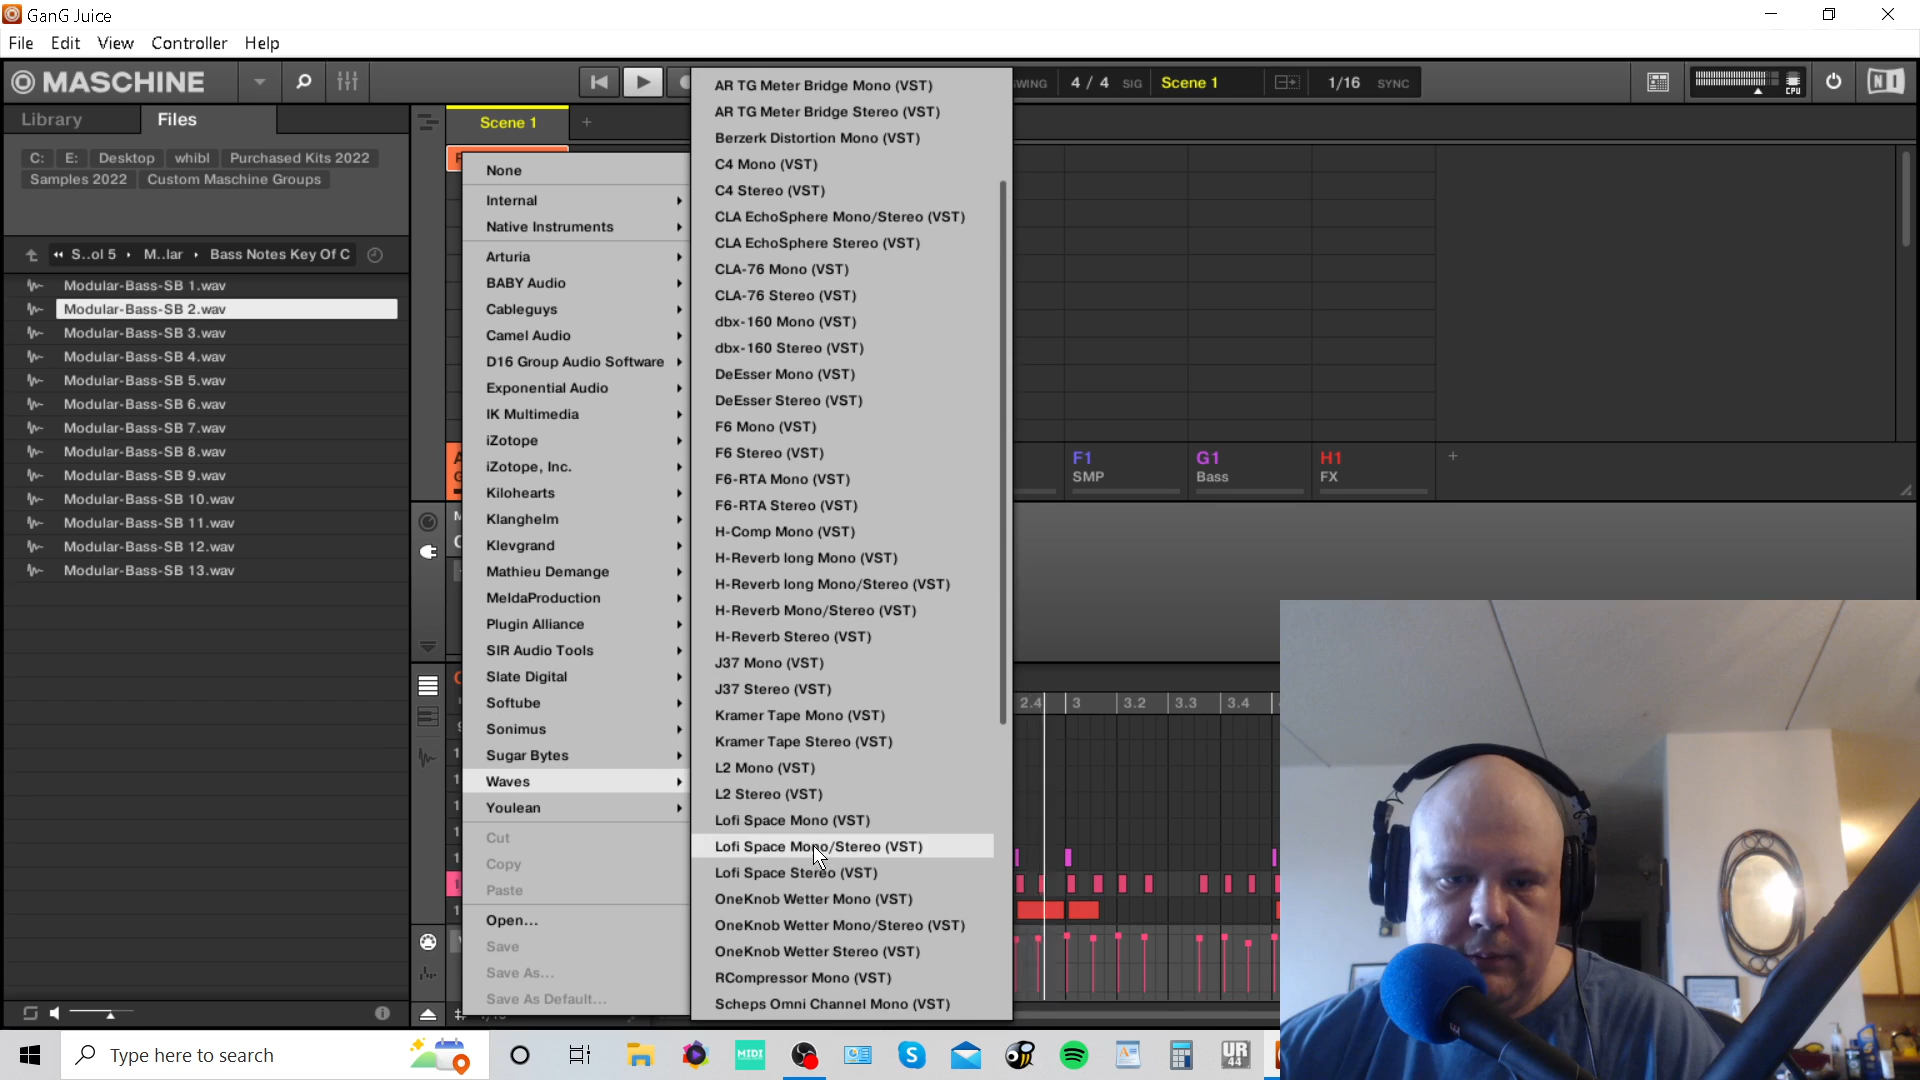 GanG Juice
File Edit View Controller Help
MASCHINE
WING 4 / 4 SIG Scene 1 1/16 SYNC CPU NI
Library Files
C: E: Desktop whibl Purchased Kits 2022
Samples 2022 Custom Maschine Groups
S..ol 5 M..lar Bass Notes Key Of C
Modular-Bass-SB 1.wav
Modular-Bass-SB 2.wav
Modular-Bass-SB 3.wav
Modular-Bass-SB 4.wav
Modular-Bass-SB 5.wav
Modular-Bass-SB 6.wav
Modular-Bass-SB 7.wav
Modular-Bass-SB 8.wav
Modular-Bass-SB 9.wav
Modular-Bass-SB 10.wav
Modular-Bass-SB 11.wav
Modular-Bass-SB 12.wav
Modular-Bass-SB 13.wav
Scene 1 +
None
Internal
Native Instruments
Arturia
BABY Audio
Cableguys
Camel Audio
D16 Group Audio Software
Exponential Audio
IK Multimedia
iZotope
iZotope, Inc.
Kilohearts
Klanghelm
Klevgrand
Mathieu Demange
MeldaProduction
Plugin Alliance
SIR Audio Tools
Slate Digital
Softube
Sonimus
Sugar Bytes
Waves
Youlean
Cut
Copy
Paste
Open...
Save
Save As...
Save As Default...
AR TG Meter Bridge Mono (VST)
AR TG Meter Bridge Stereo (VST)
Berzerk Distortion Mono (VST)
C4 Mono (VST)
C4 Stereo (VST)
CLA EchoSphere Mono/Stereo (VST)
CLA EchoSphere Stereo (VST)
CLA-76 Mono (VST)
CLA-76 Stereo (VST)
dbx-160 Mono (VST)
dbx-160 Stereo (VST)
DeEsser Mono (VST)
DeEsser Stereo (VST)
F6 Mono (VST)
F6 Stereo (VST)
F6-RTA Mono (VST)
F6-RTA Stereo (VST)
H-Comp Mono (VST)
H-Reverb long Mono (VST)
H-Reverb long Mono/Stereo (VST)
H-Reverb Mono/Stereo (VST)
H-Reverb Stereo (VST)
J37 Mono (VST)
J37 Stereo (VST)
Kramer Tape Mono (VST)
Kramer Tape Stereo (VST)
L2 Mono (VST)
L2 Stereo (VST)
Lofi Space Mono (VST)
Lofi Space Mono/Stereo (VST)
Lofi Space Stereo (VST)
OneKnob Wetter Mono (VST)
OneKnob Wetter Mono/Stereo (VST)
OneKnob Wetter Stereo (VST)
RCompressor Mono (VST)
Scheps Omni Channel Mono (VST)
F1 G1 H1 +
SMP Bass FX
2.4 3 3.2 3.3 3.4
Type here to search
MIDI
UR
44